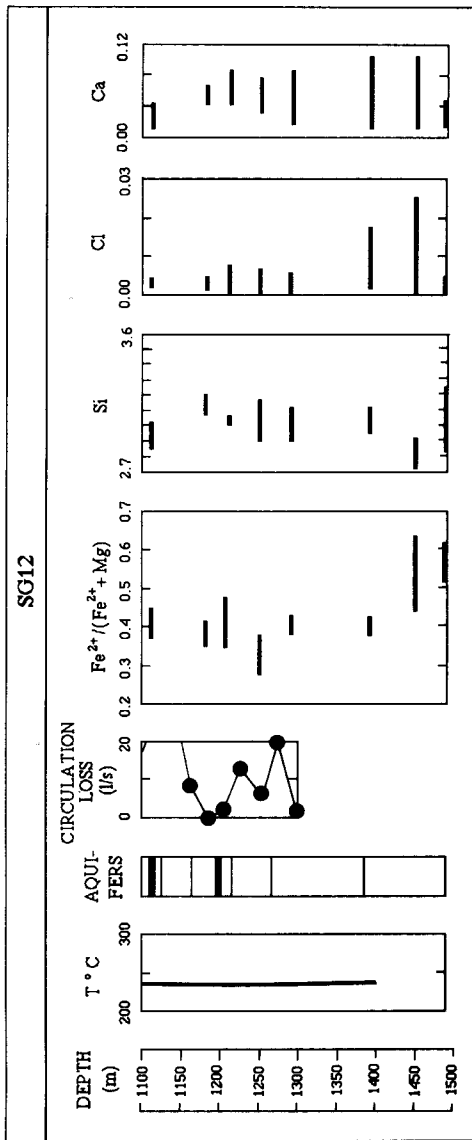 SG12
DEPTH
(m)
1100
1150
1200
1250
1300
1350
1400
1450
1500
T °C
200
300
AQUI-
FERS
CIRCULATION
LOSS
(l/s)
0
20
Fe2+/(Fe2+ + Mg)
0.2
0.3
0.4
0.5
0.6
0.7
Si
2.7
3.6
Cl
0.00
0.03
Ca
0.00
0.12